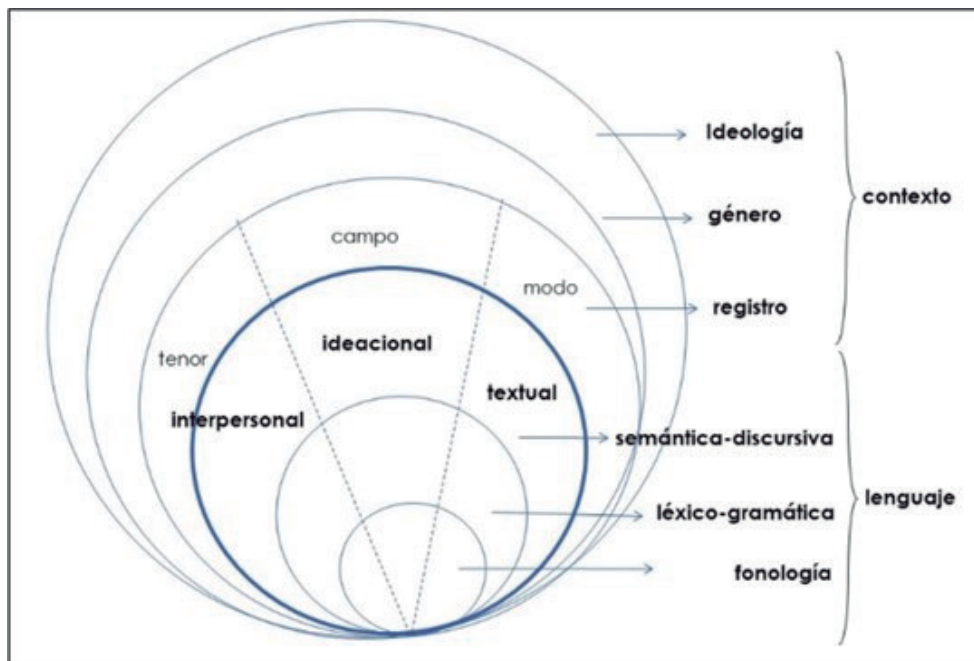 Ideología
género
contexto
campo
modo
registro
ideacional
tenor
textual
interpersonal
semántica-discursiva
lenguaje
léxico-gramática
fonología